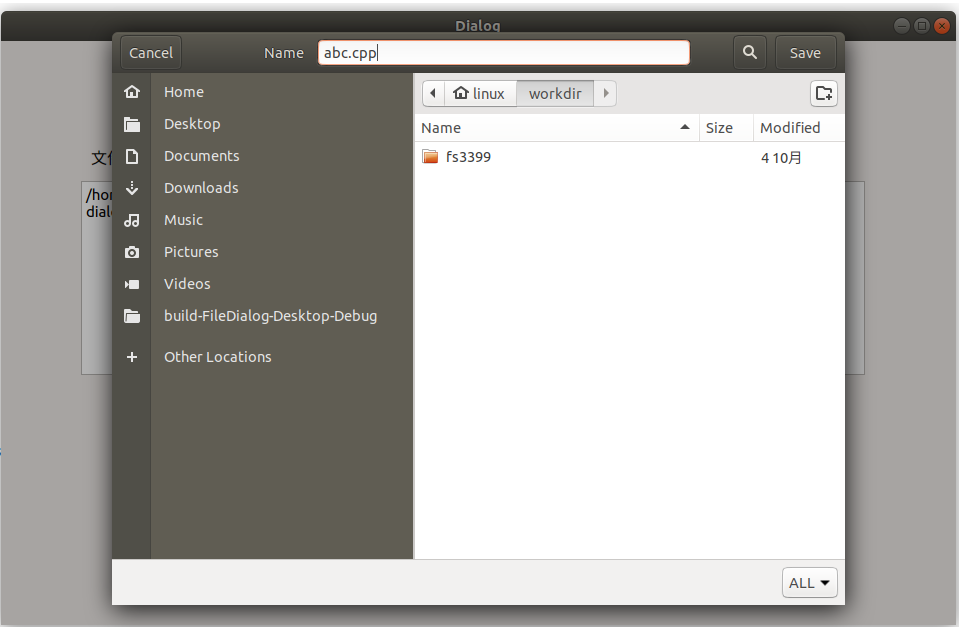 Dialog
Cancel Name abc.cpp Save
Home
Desktop
Documents
Downloads
Music
Pictures
Videos
build-FileDialog-Desktop-Debug
Other Locations
linux workdir
Name Size Modified
fs3399 4 10月
ALL
文
/hor
dialo